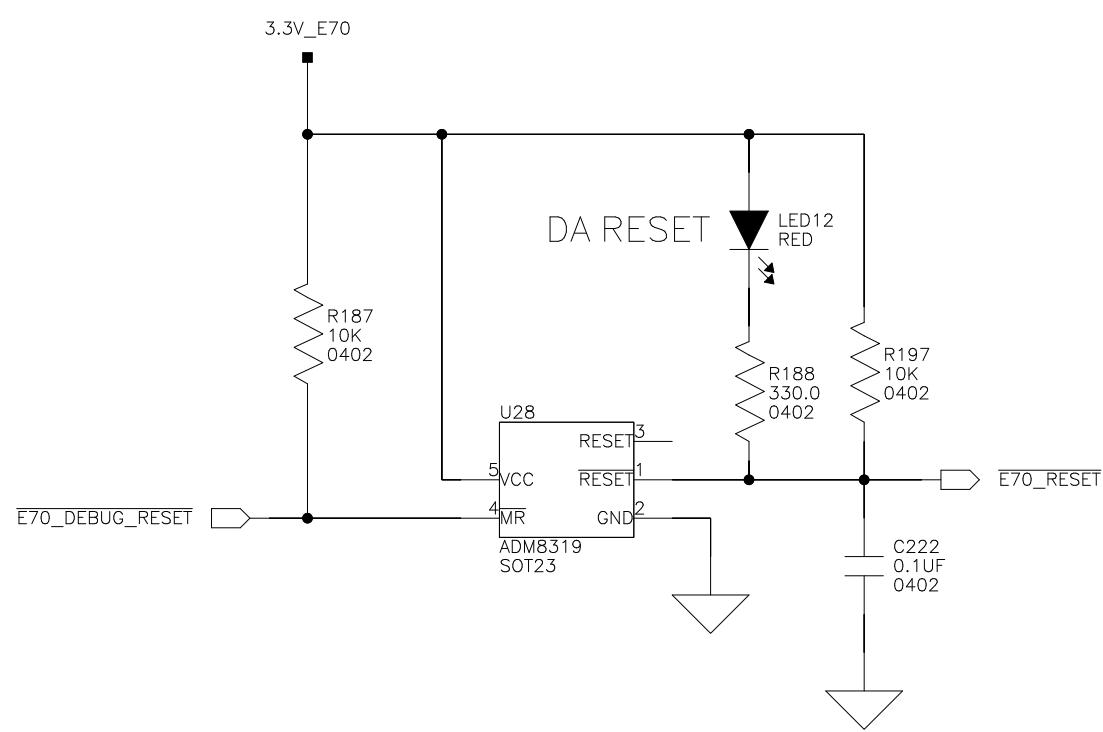 3.3V_E70
DA RESET
LED12
RED
R187
10K
0402
R188
330.0
0402
R197
10K
0402
U28
RESET 3
5 VCC
RESET 1
E70_RESET
E70_DEBUG_RESET
4 MR
GND 2
ADM8319
SOT23
C222
0.1UF
0402